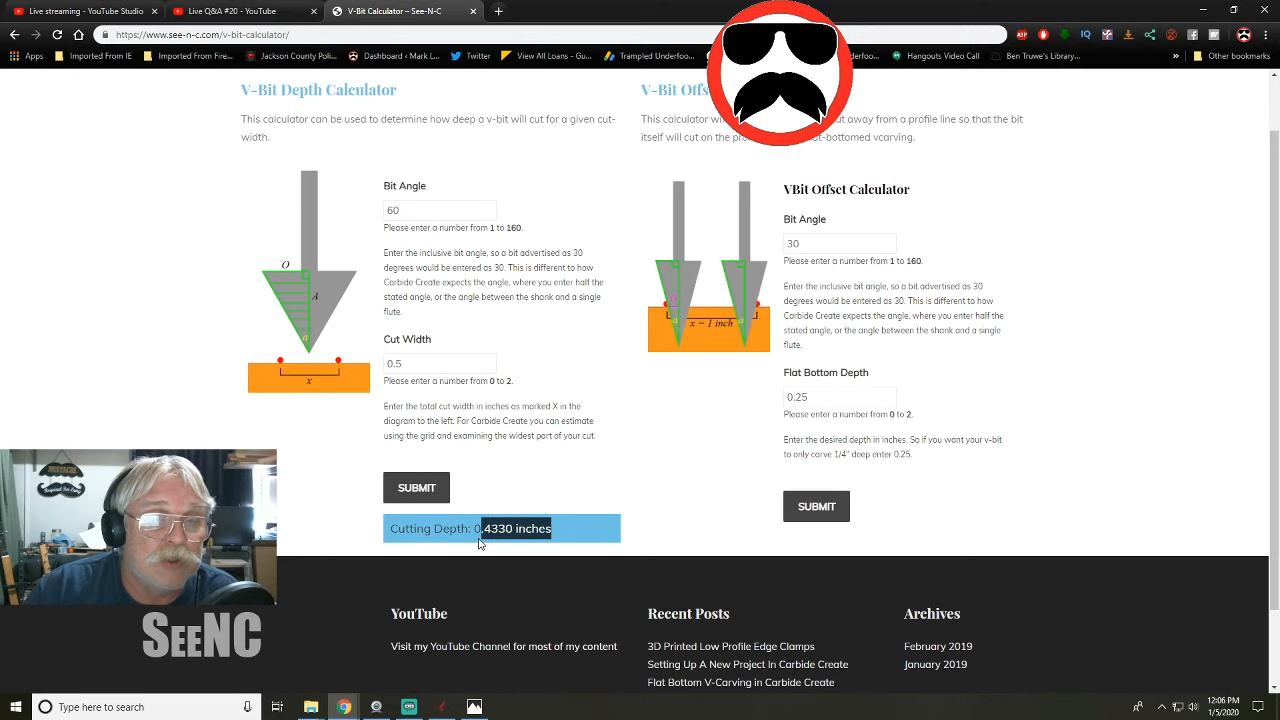 Live streaming - YouTube Studio
Live Q&A #20 - YouTube
V-Bit Calculator – See-N-C
https://www.see-n-c.com/v-bit-calculator/
Apps
Imported From IE
Imported From Firefox
Jackson County Polic
Dashboard ‹ Mark L
Twitter
View All Loans - Gu
Trampled Underfoo
Hangouts Video Call
Ben Truwe's Library
»
Other bookmarks
V-Bit Depth Calculator
This calculator can be used to determine how deep a v-bit will cut for a given cut-
width.
Bit Angle
60
Please enter a number from 1 to 160.
Enter the inclusive bit angle, so a bit advertised as 30
degrees would be entered as 30. This is different to how
Carbide Create expects the angle, where you enter half the
stated angle, or the angle between the shank and a single
flute.
O
A
a
x
Cut Width
0.5
Please enter a number from 0 to 2.
Enter the total cut width in inches as marked X in the
diagram to the left. For Carbide Create you can estimate
using the grid and examining the widest part of your cut.
SUBMIT
Cutting Depth: 0.4330 inches
V-Bit Offs
This calculator wi
ut away from a profile line so that the bit
itself will cut on the pro
at-bottomed vcarving.
VBit Offset Calculator
Bit Angle
30
Please enter a number from 1 to 160.
Enter the inclusive bit angle, so a bit advertised as 30
degrees would be entered as 30. This is different to how
Carbide Create expects the angle, where you enter half the
stated angle, or the angle between the shank and a single
flute.
a
x = 1 inch
a
Flat Bottom Depth
0.25
Please enter a number from 0 to 2.
Enter the desired depth in inches. So if you want your v-bit
to only carve 1/4" deep enter 0.25.
SUBMIT
MUSTACHE
SEENC
YouTube
Visit my YouTube Channel for most of my content
Recent Posts
3D Printed Low Profile Edge Clamps
Setting Up A New Project In Carbide Create
Flat Bottom V-Carving in Carbide Create
Archives
February 2019
January 2019
Type here to search
12:06 PM
1/5/2020